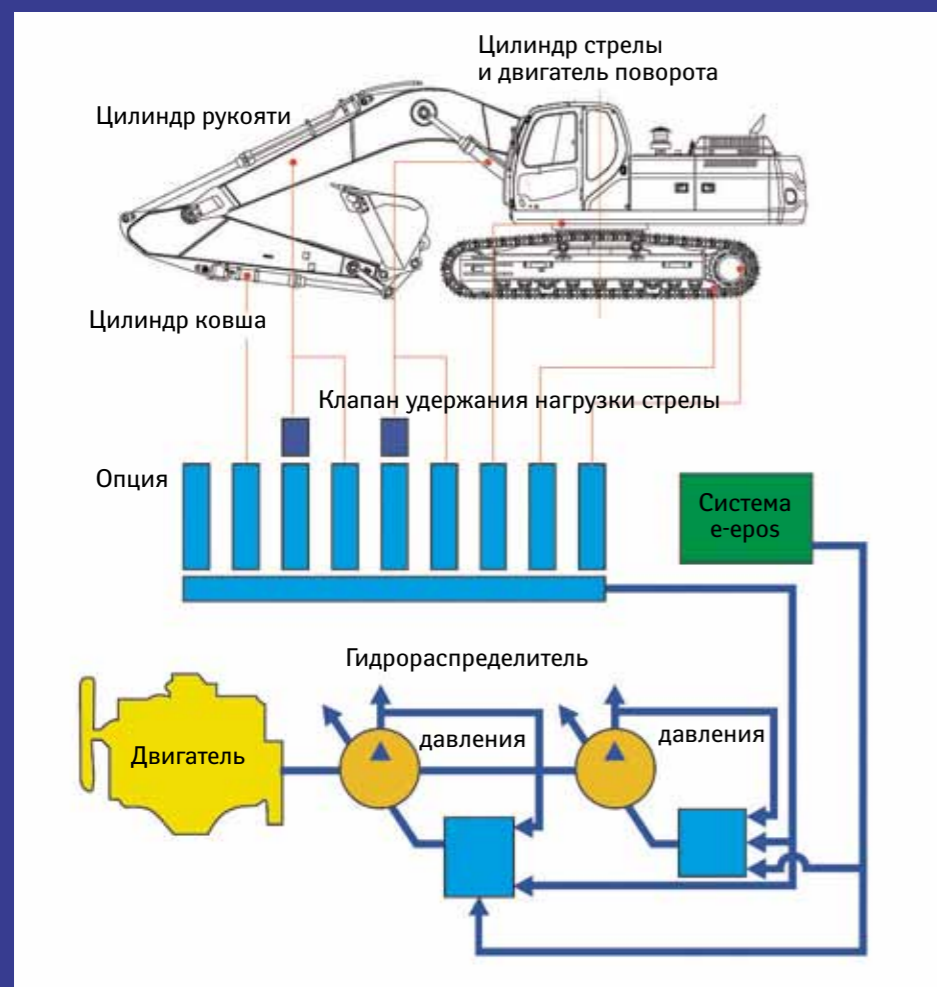 Цилиндр стрелы
и двигатель поворота
Цилиндр рукояти
Цилиндр ковша
Клапан удержания нагрузки стрелы
Опция
Система
e-epos
Гидрораспределитель
давления
давления
Двигатель